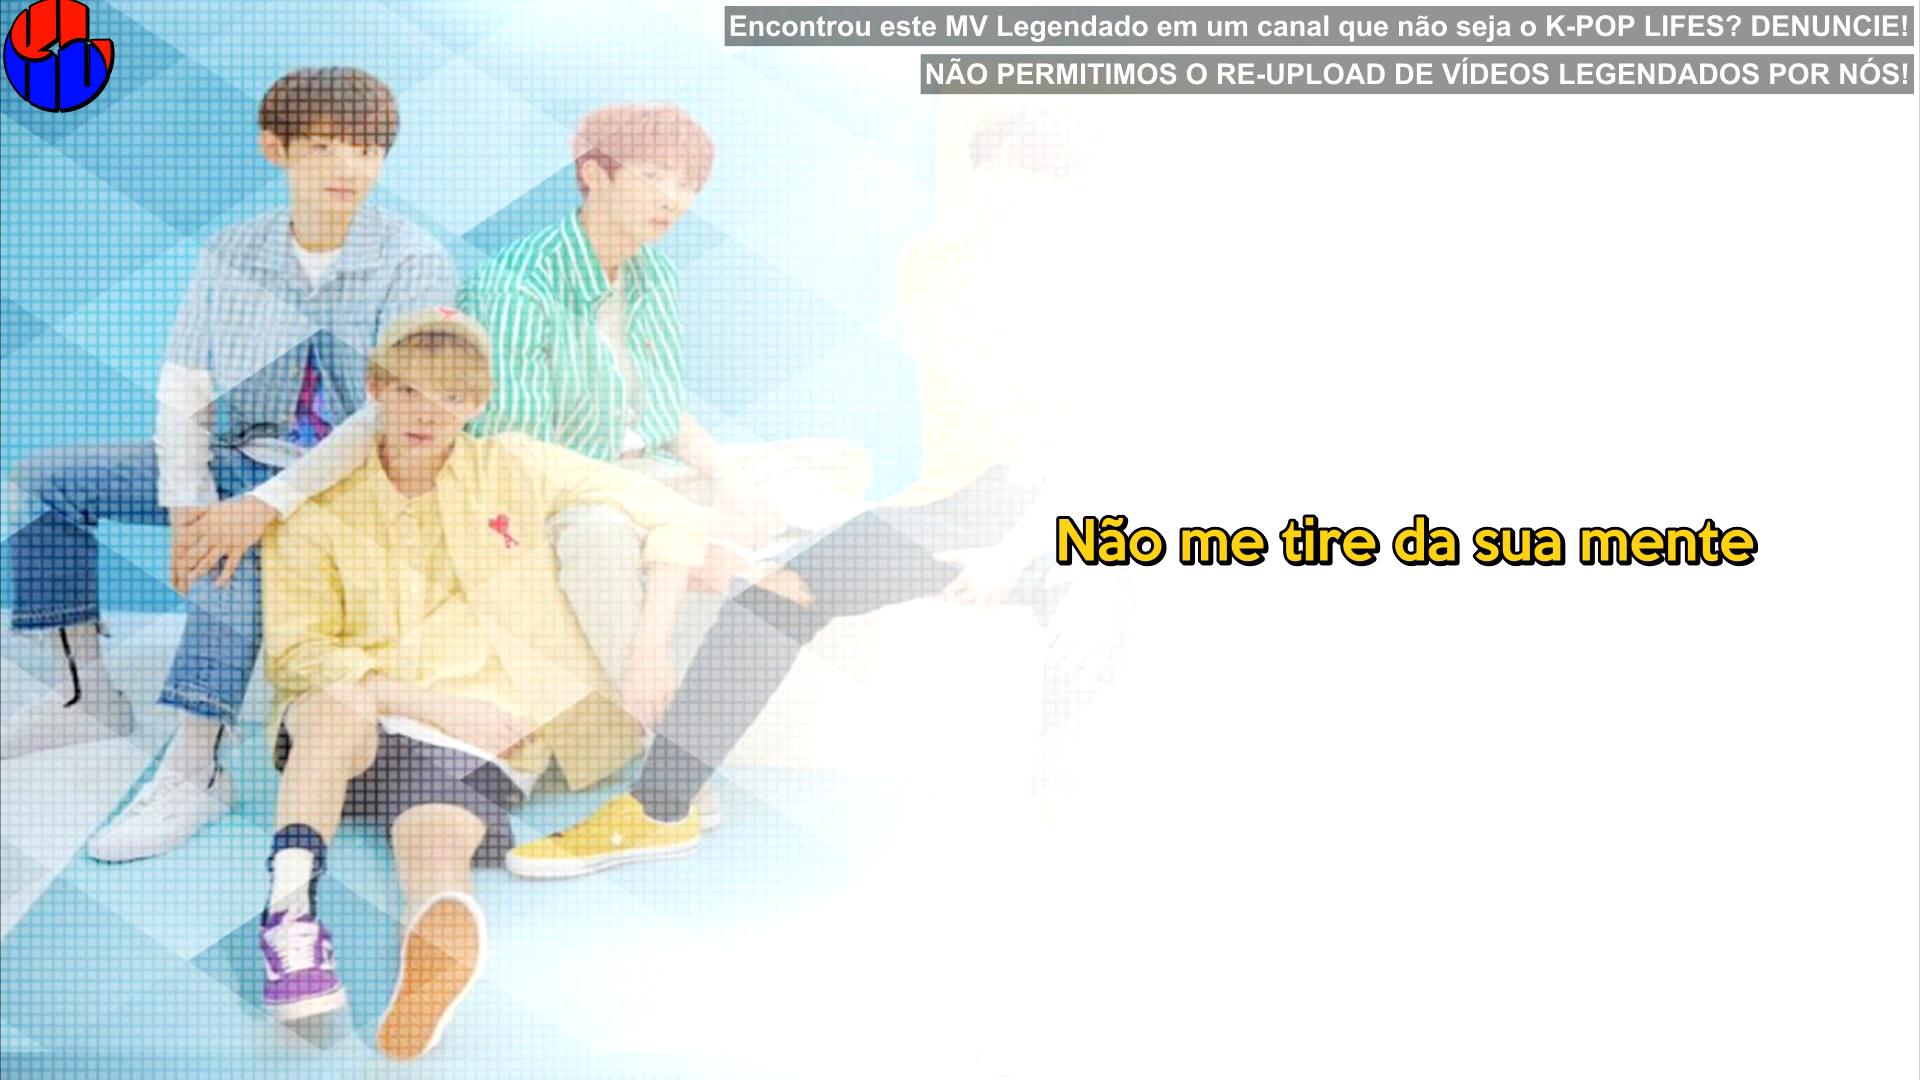 Encontrou este MV Legendado em um canal que não seja o K-POP LIFES? DENUNCIE!
NÃO PERMITIMOS O RE-UPLOAD DE VÍDEOS LEGENDADOS POR NÓS!
Não me tire da sua mente